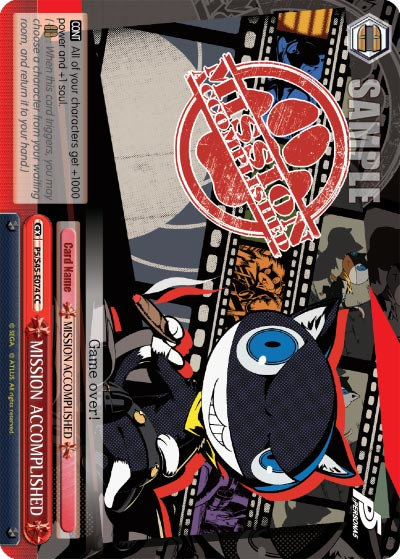 SAMPLE
MISSION
ACCOMPLISHED
CONT All of your characters get +1000
power and +1 soul.
( : When this card triggers, you may
choose a character from your waiting
room, and return it to your hand.)
Game over!
Card Name
MISSION ACCOMPLISHED
CX
P5/S45-E074 CC
MISSION ACCOMPLISHED
© SEGA. © ATLUS. All rights reserved.
P5
PERSONA5